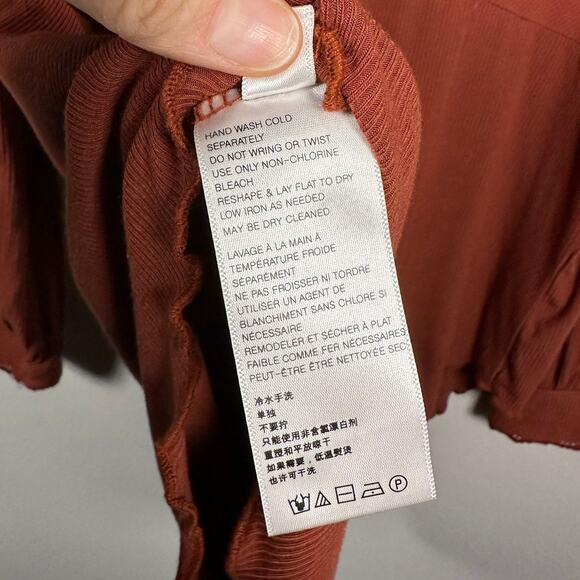 HAND WASH COLD
SEPARATELY
DO NOT WRING OR TWIST
USE ONLY NON-CHLORINE
BLEACH
RESHAPE & LAY FLAT TO DRY
LOW IRON AS NEEDED
MAY BE DRY CLEANED
LAVAGE À LA MAIN À
TEMPÉRATURE FROIDE
SÉPARÉMENT
NE PAS FROISSER NI TORDRE
UTILISER UN AGENT DE
BLANCHIMENT SANS CHLORE SI
NÉCESSAIRE
REMODELER ET SÉCHER À PLAT
FAIBLE COMME FER NÉCESSAIRES
PEUT-ÊTRE ÊTRE NETTOYÉE SEC
冷水手洗
单独
不要拧
只能使用非含氯漂白剂
重授和平放晾干
如果需要，低温熨烫
也许可干洗
P